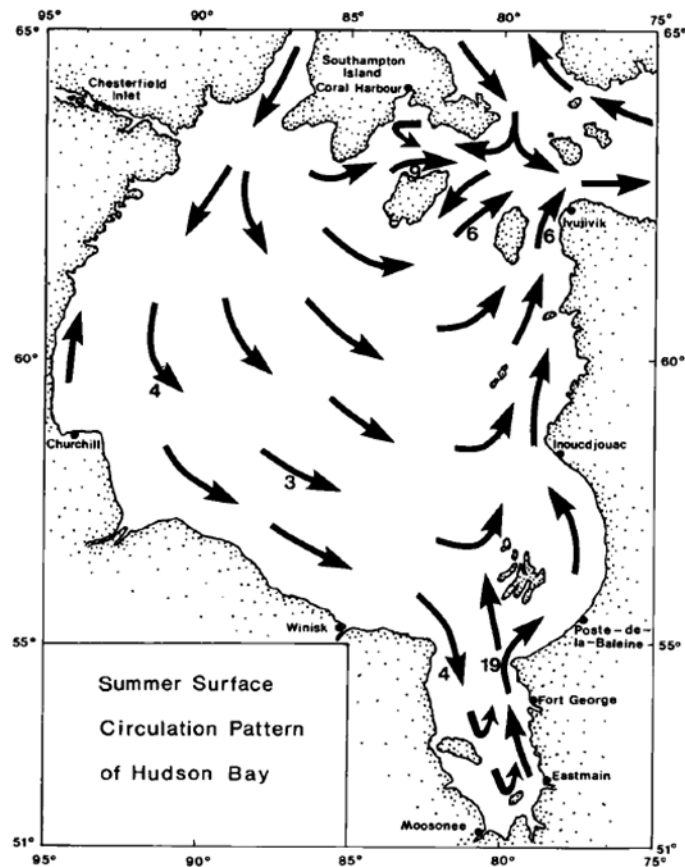 95° 90° 85° 80° 75°
65° 65°
Southampton
Island
Coral Harbour
Chesterfield
Inlet
9
6 6
Ivujivik
60° 60°
4
Churchill
Inoucdjouac
3
Winisk
Poste-de-
la-Baleine
55° 55°
4 19
Summer Surface
Circulation Pattern
of Hudson Bay
Fort George
Eastmain
Moosonee
51° 51°
95° 90° 85° 80° 75°